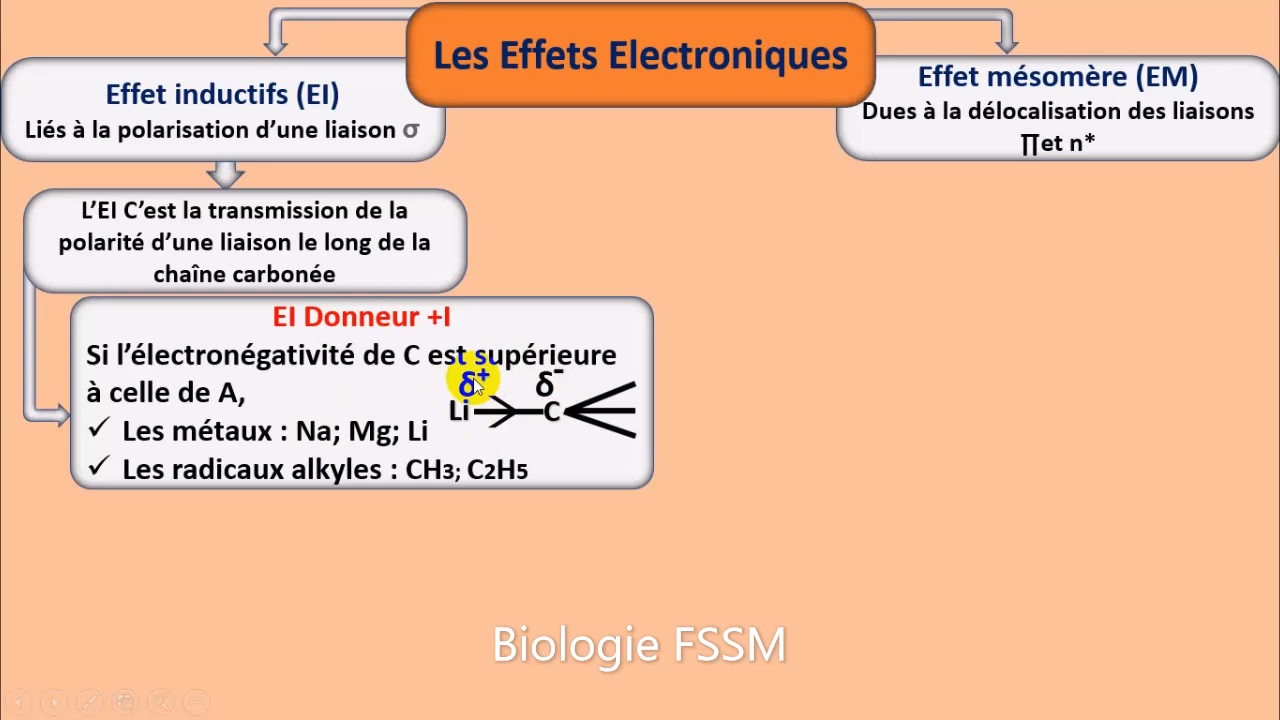 Les Effets Electroniques
Effet inductifs (EI)
Liés à la polarisation d’une liaison σ
Effet mésomère (EM)
Dues à la délocalisation des liaisons
∏et n*
L’EI C’est la transmission de la
polarité d’une liaison le long de la
chaîne carbonée
EI Donneur +I
Si l’électronégativité de C est supérieure
à celle de A,
δ+ δ-
Li C
✓ Les métaux : Na; Mg; Li
✓ Les radicaux alkyles : CH3; C2H5
Biologie FSSM